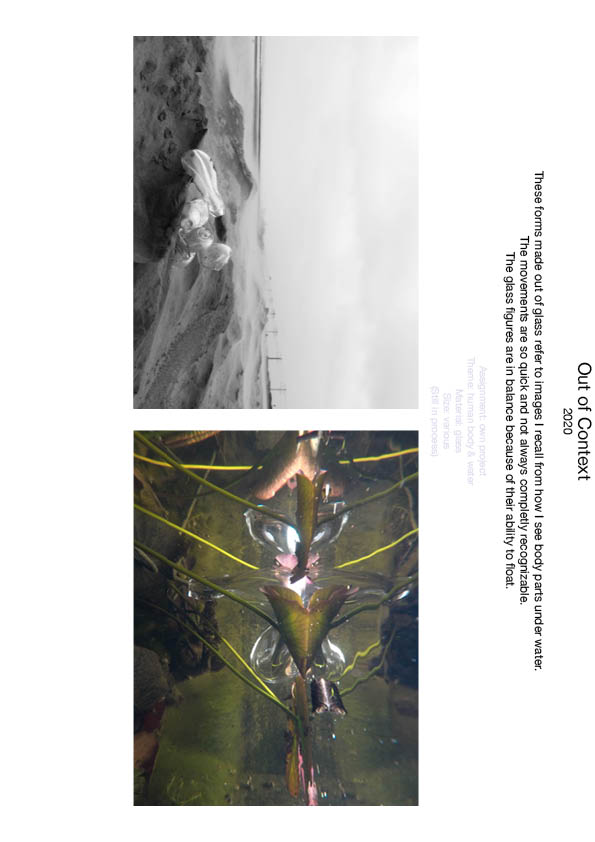 Out of Context
2020
These forms made out of glass refer to images I recall from how I see body parts under water.
The movements are so quick and not always completly recognizable.
The glass figures are in balance because of their ability to float.
Assignment: own project
Theme: human body & water
Material: glass
Size: various
(Still in process)